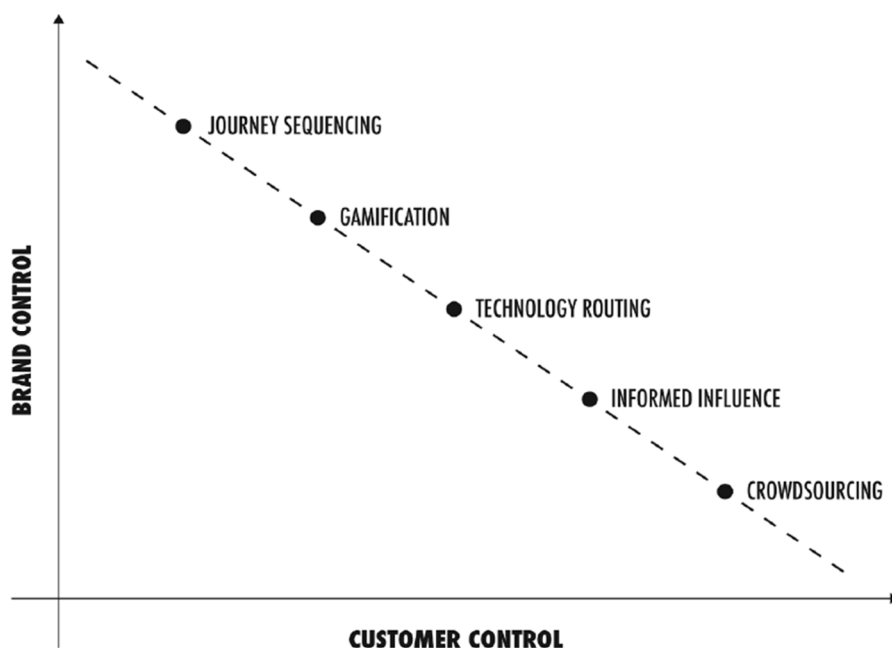 JOURNEY SEQUENCING
GAMIFICATION
TECHNOLOGY ROUTING
INFORMED INFLUENCE
CROWDSOURCING
BRAND CONTROL
CUSTOMER CONTROL